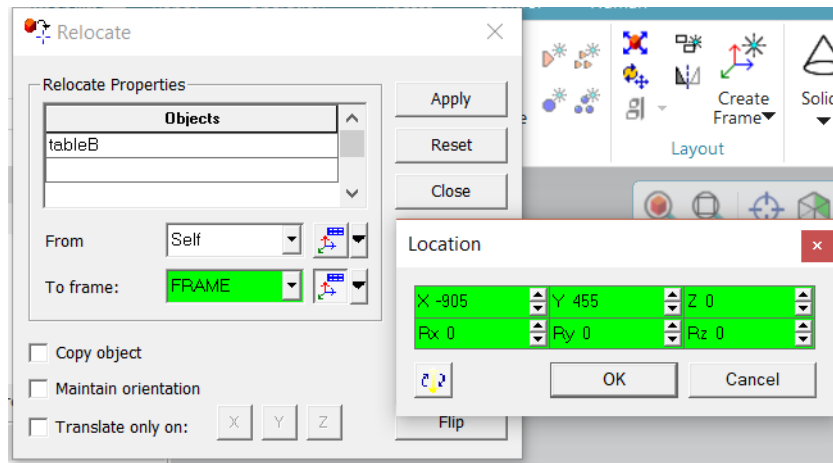 Relocate
Relocate Properties
Objects
tableB
From
Self
To frame:
FRAME
Copy object
Maintain orientation
Translate only on:
X
Y
Z
Apply
Reset
Close
Flip
Create
Frame
Layout
Location
X -905
Y 455
Z 0
Rx 0
Ry 0
Rz 0
OK
Cancel